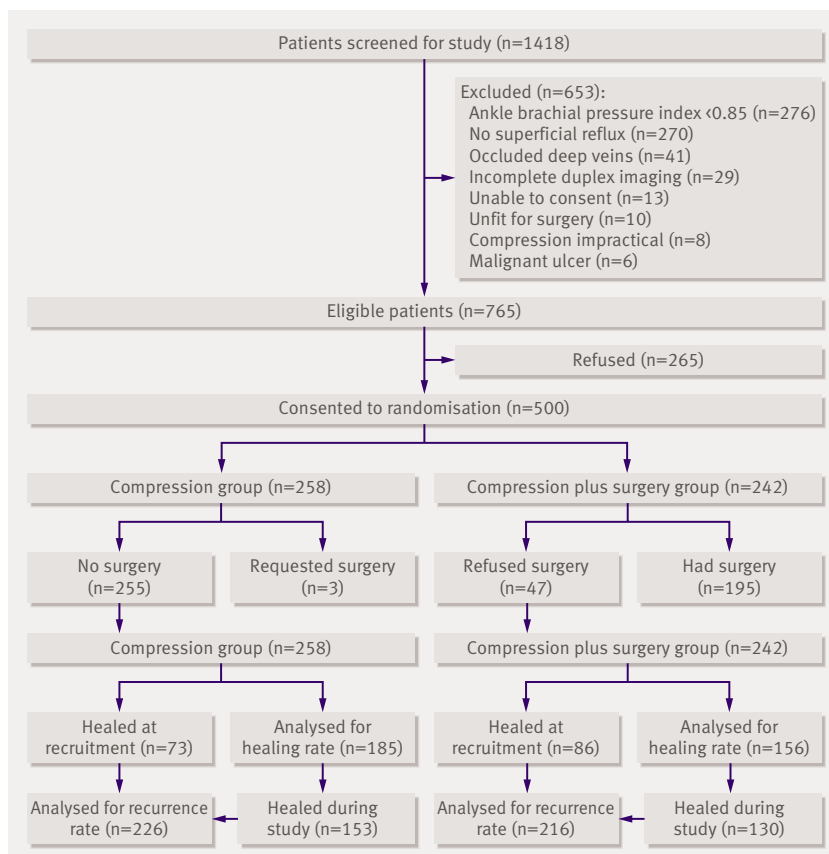 Patients screened for study (n=1418)
Excluded (n=653):
Ankle brachial pressure index <0.85 (n=276)
No superficial reflux (n=270)
Occluded deep veins (n=41)
Incomplete duplex imaging (n=29)
Unable to consent (n=13)
Unfit for surgery (n=10)
Compression impractical (n=8)
Malignant ulcer (n=6)
Eligible patients (n=765)
Refused (n=265)
Consented to randomisation (n=500)
Compression group (n=258)
Compression plus surgery group (n=242)
No surgery
(n=255)
Requested surgery
(n=3)
Refused surgery
(n=47)
Had surgery
(n=195)
Compression group (n=258)
Compression plus surgery group (n=242)
Healed at
recruitment (n=73)
Analysed for
healing rate (n=185)
Healed at
recruitment (n=86)
Analysed for
healing rate (n=156)
Analysed for recurrence
rate (n=226)
Healed during
study (n=153)
Analysed for recurrence
rate (n=216)
Healed during
study (n=130)